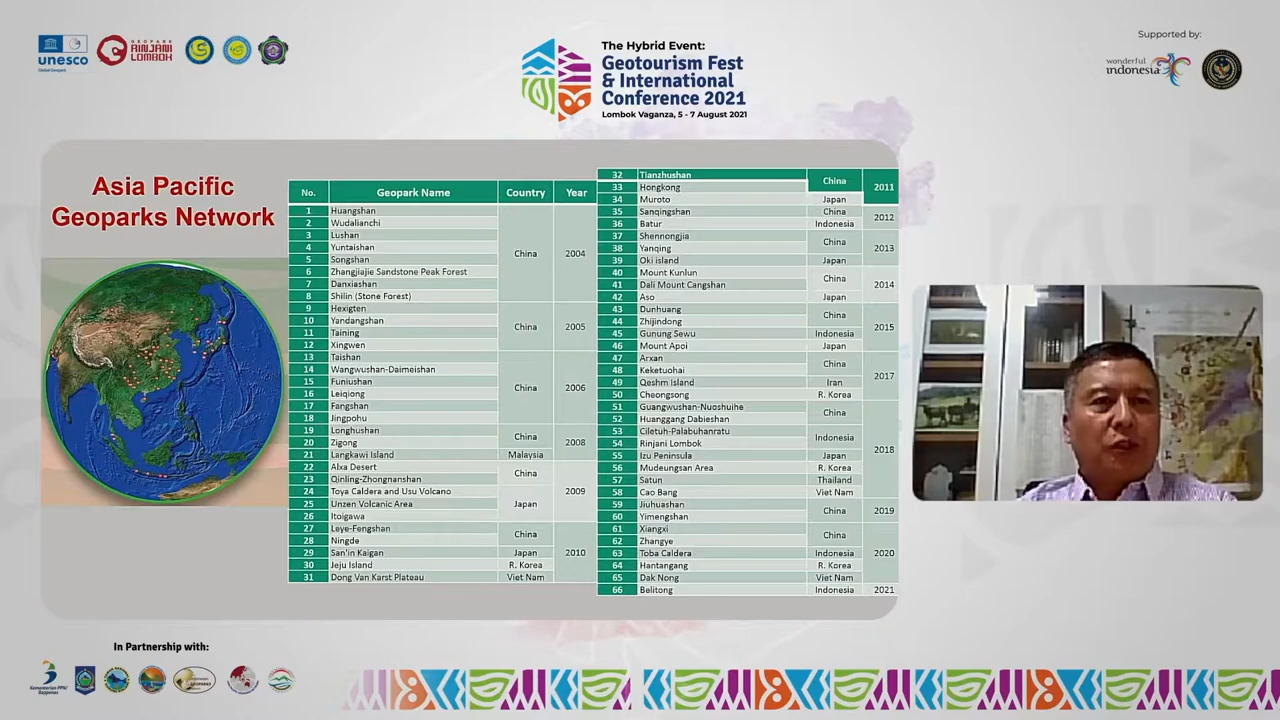 unesco
Global Geopark
GEOPARK
RINJANI
LOMBOK
The Hybrid Event:
Geotourism Fest
& International
Conference 2021
Lombok Vaganza, 5 - 7 August 2021
Supported by:
wonderful
indonesia
Asia Pacific
Geoparks Network
No. Geopark Name Country Year
1 Huangshan
2 Wudalianchi
3 Lushan
4 Yuntaishan
5 Songshan
China 2004
6 Zhangjiajie Sandstone Peak Forest
7 Danxiashan
8 Shilin (Stone Forest)
9 Hexigten
10 Yandangshan
China 2005
11 Taining
12 Xingwen
13 Taishan
14 Wangwushan-Daimeishan
15 Funiushan
China 2006
16 Leiqiong
17 Fangshan
18 Jingpohu
19 Longhushan
China 2008
20 Zigong
21 Langkawi Island Malaysia
22 Alxa Desert
China
23 Qinling-Zhongnanshan
24 Toya Caldera and Usu Volcano
2009
25 Unzen Volcanic Area Japan
26 Itoigawa
27 Leye-Fengshan
China
28 Ningde
29 San'in Kaigan Japan 2010
30 Jeju Island R. Korea
31 Dong Van Karst Plateau Viet Nam
32 Tianzhushan
China
33 Hongkong 2011
34 Muroto Japan
35 Sanqingshan China
2012
36 Batur Indonesia
37 Shennongjia
China
38 Yanqing 2013
39 Oki island Japan
40 Mount Kunlun
China
41 Dali Mount Cangshan 2014
42 Aso Japan
43 Dunhuang
China
44 Zhijindong 2015
45 Gunung Sewu Indonesia
46 Mount Apoi Japan
47 Arxan
China
48 Keketuohai
2017
49 Qeshm Island Iran
50 Cheongsong R. Korea
51 Guangwushan-Nuoshuihe
China
52 Huanggang Dabieshan
53 Ciletuh-Palabuhanratu
Indonesia
54 Rinjani Lombok 2018
55 Izu Peninsula Japan
56 Mudeungsan Area R. Korea
57 Satun Thailand
58 Cao Bang Viet Nam
59 Jiuhuashan
China 2019
60 Yimengshan
61 Xiangxi
China
62 Zhangye
63 Toba Caldera Indonesia 2020
64 Hantangang R. Korea
65 Dak Nong Viet Nam
66 Belitong Indonesia 2021
In Partnership with:
Kementerian PPN/
Bappenas